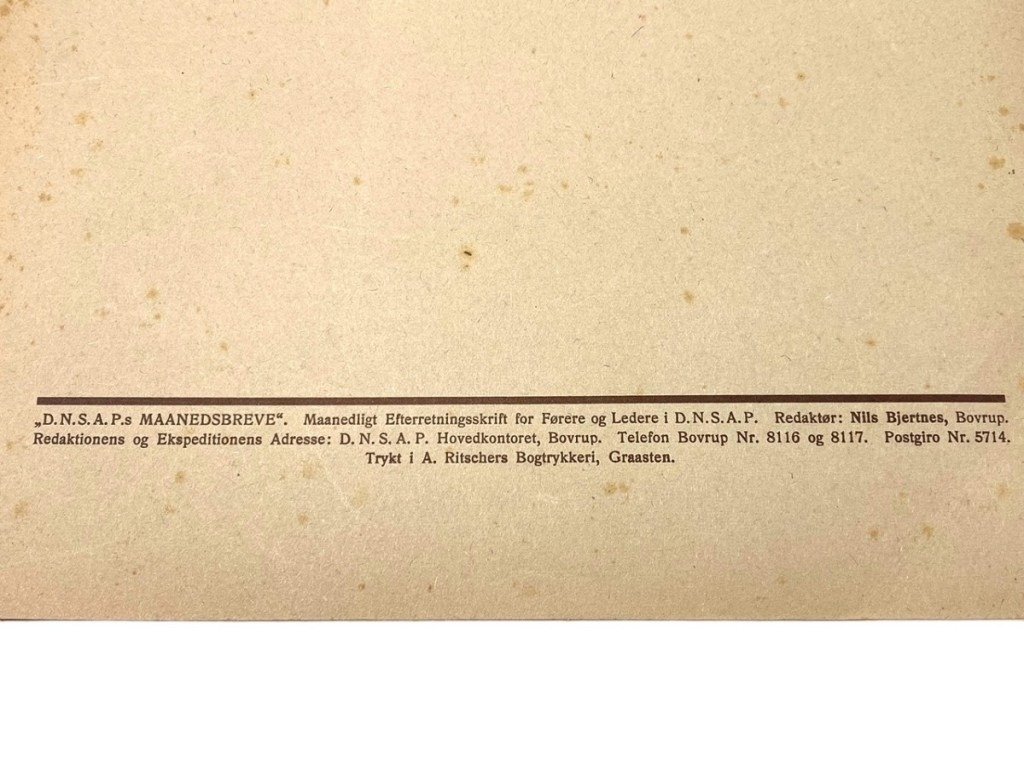 „D.N.S.A.P.s MAANEDSBREVE“. Maanedligt Efterretningsskrift for Førere og Ledere i D.N.S.A.P. Redaktør: Nils Bjertnes, Bovrup.
Redaktionens og Ekspeditionens Adresse: D.N.S.A.P. Hovedkontoret, Bovrup. Telefon Bovrup Nr. 8116 og 8117. Postgiro Nr. 5714.
Trykt i A. Ritschers Bogtrykkeri, Graasten.